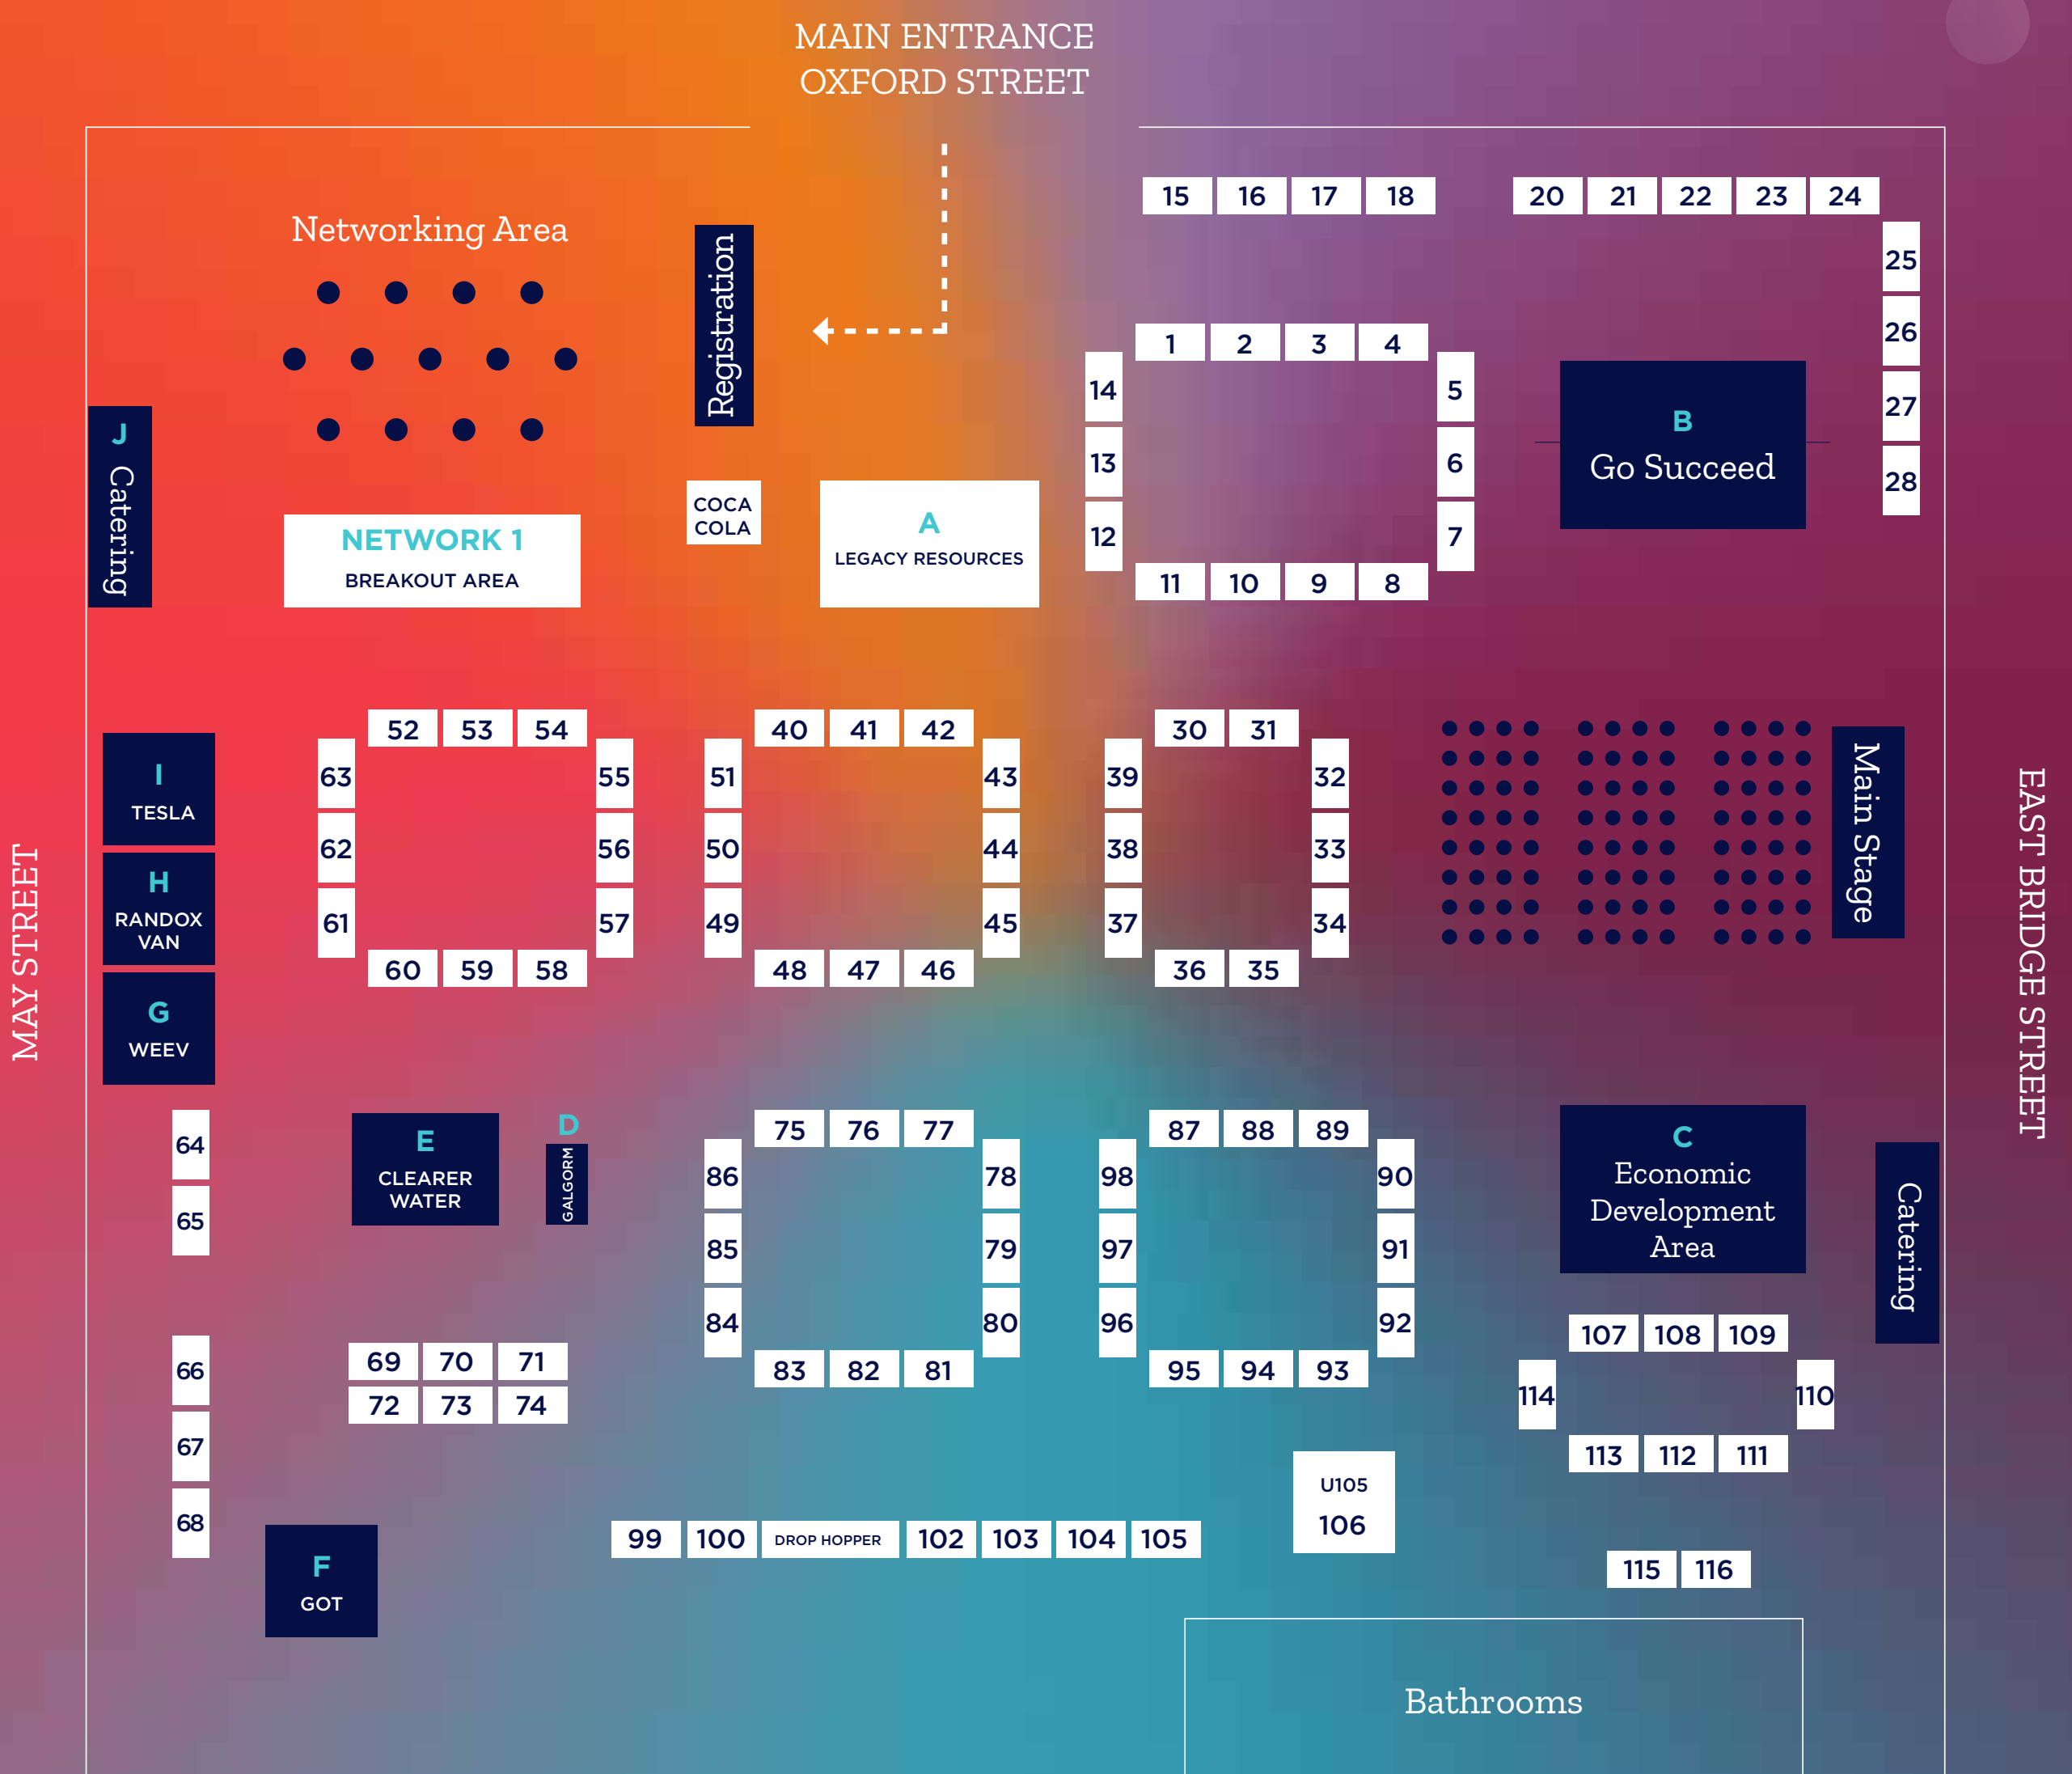 MAIN ENTRANCE
OXFORD STREET
15 16 17 18
20 21 22 23 24
25
26
27
28
Networking Area
Registration
1 2 3 4
14
13
12
5
6
7
11 10 9 8
B
Go Succeed
J
Catering
COCA
COLA
A
LEGACY RESOURCES
NETWORK 1
BREAKOUT AREA
MAY STREET
I
TESLA
H
RANDOX
VAN
G
WEEV
52 53 54
63
62
61
55
56
57
60 59 58
40 41 42
51
50
49
43
44
45
48 47 46
30 31
39
38
37
32
33
34
36 35
Main Stage
EAST BRIDGE STREET
64
65
66
67
68
E
CLEARER
WATER
D
GALGORM
75 76 77
86
85
84
78
79
80
83 82 81
87 88 89
98
97
96
90
91
92
95 94 93
C
Economic
Development
Area
Catering
107 108 109
114
110
113 112 111
69 70 71
72 73 74
F
GOT
99 100 DROP HOPPER 102 103 104 105
U105
106
115 116
Bathrooms